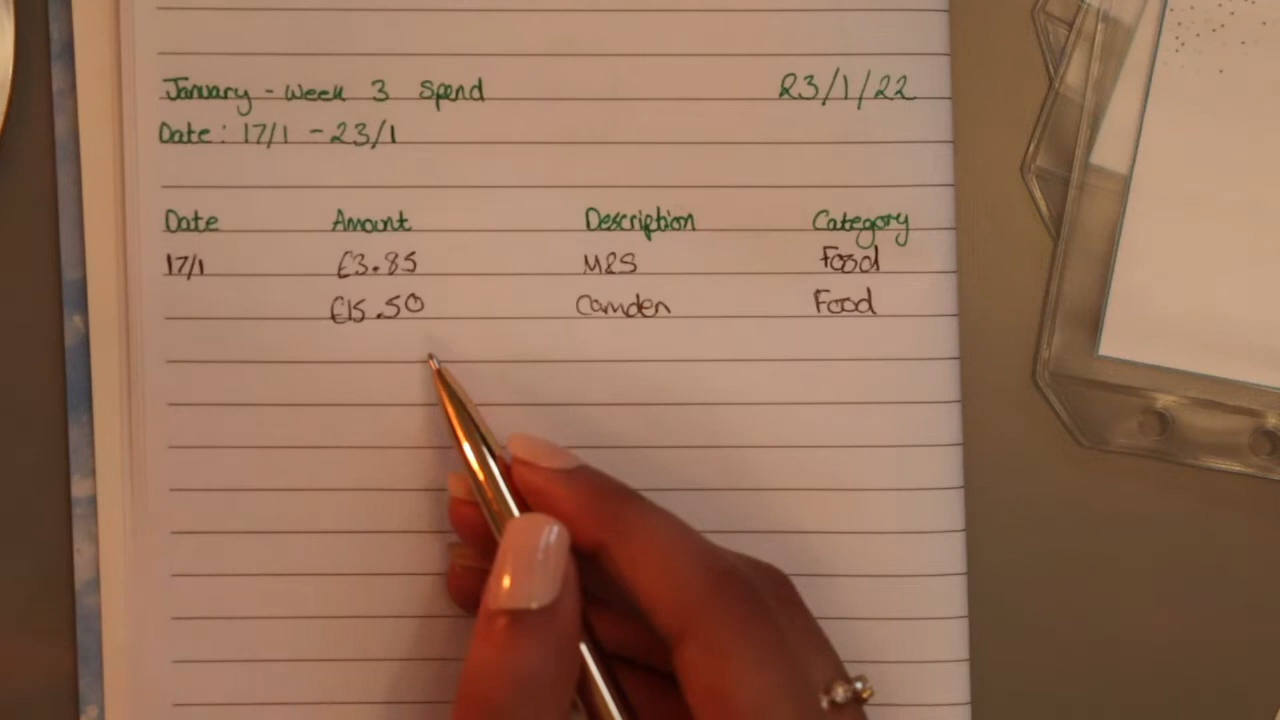 January - Week 3 Spend 23/1/22
Date: 17/1 - 23/1
Date Amount Description Category
17/1 £3.85 M&S Food
£15.50 Camden Food